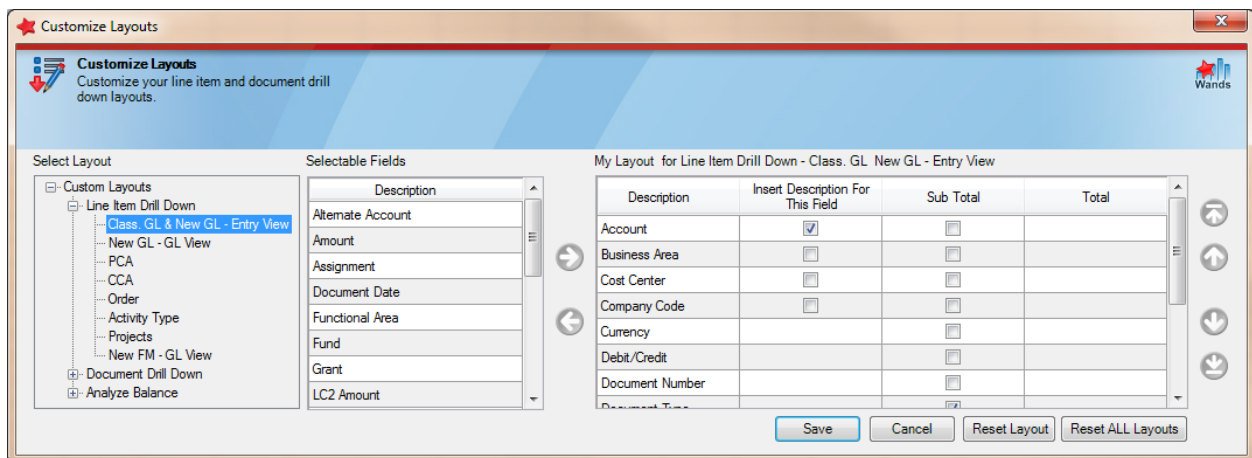 Customize Layouts
Customize Layouts
Customize your line item and document drill
down layouts.
Wands
Select Layout
Custom Layouts
Line Item Drill Down
Class. GL & New GL - Entry View
New GL - GL View
PCA
CCA
Order
Activity Type
Projects
New FM - GL View
Document Drill Down
Analyze Balance
Selectable Fields
Description
Alternate Account
Amount
Assignment
Document Date
Functional Area
Fund
Grant
LC2 Amount
My Layout for Line Item Drill Down - Class. GL New GL - Entry View
Description Insert Description For This Field Sub Total Total
Account
Business Area
Cost Center
Company Code
Currency
Debit/Credit
Document Number
Document Type
Save Cancel Reset Layout Reset ALL Layouts